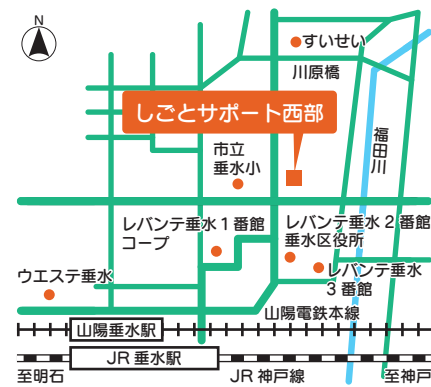 N
すいせい
川原橋
しごとサポート西部
市立
垂水小
福田川
レバンテ垂水1番館
コープ
レバンテ垂水2番館
垂水区役所
レバンテ垂水
3番館
ウエステ垂水
山陽電鉄本線
山陽垂水駅
JR垂水駅
至明石
JR神戸線
至神戸